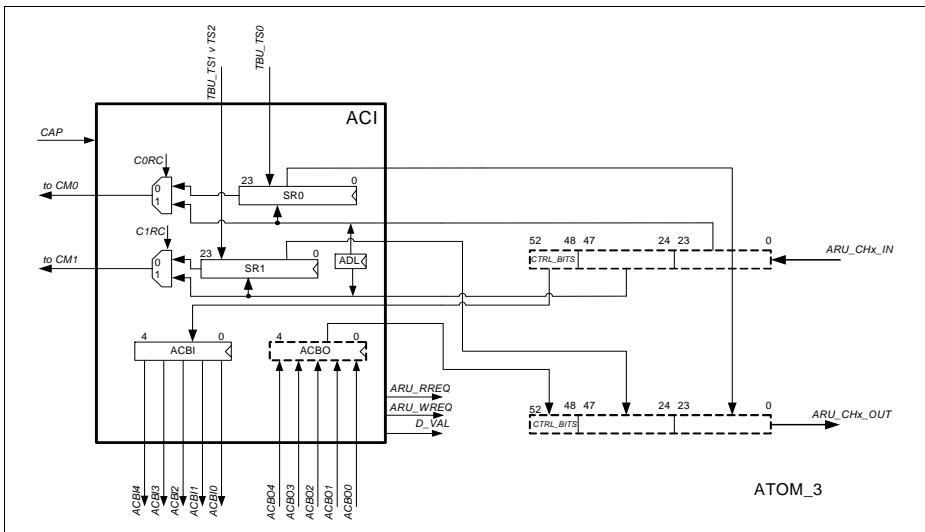 TBU_TS1 v TS2
TBU_TS0
ACI
CAP
C0RC
23 0
to CM0
0
1
SR0
C1RC
23 0
52 48 47 24 23 0
ARU_CHx_IN
to CM1
0
1
SR1
ADL
CTRL_BITS
4 0
4 0
ACBI
ACBO
ARU_RREQ
ARU_WREQ
D_VAL
52 48 47 24 23 0
ARU_CHx_OUT
CTRL_BITS
ACBI4
ACBI3
ACBI2
ACBI1
ACBI0
ACBO4
ACBO3
ACBO2
ACBO1
ACBO0
ATOM_3